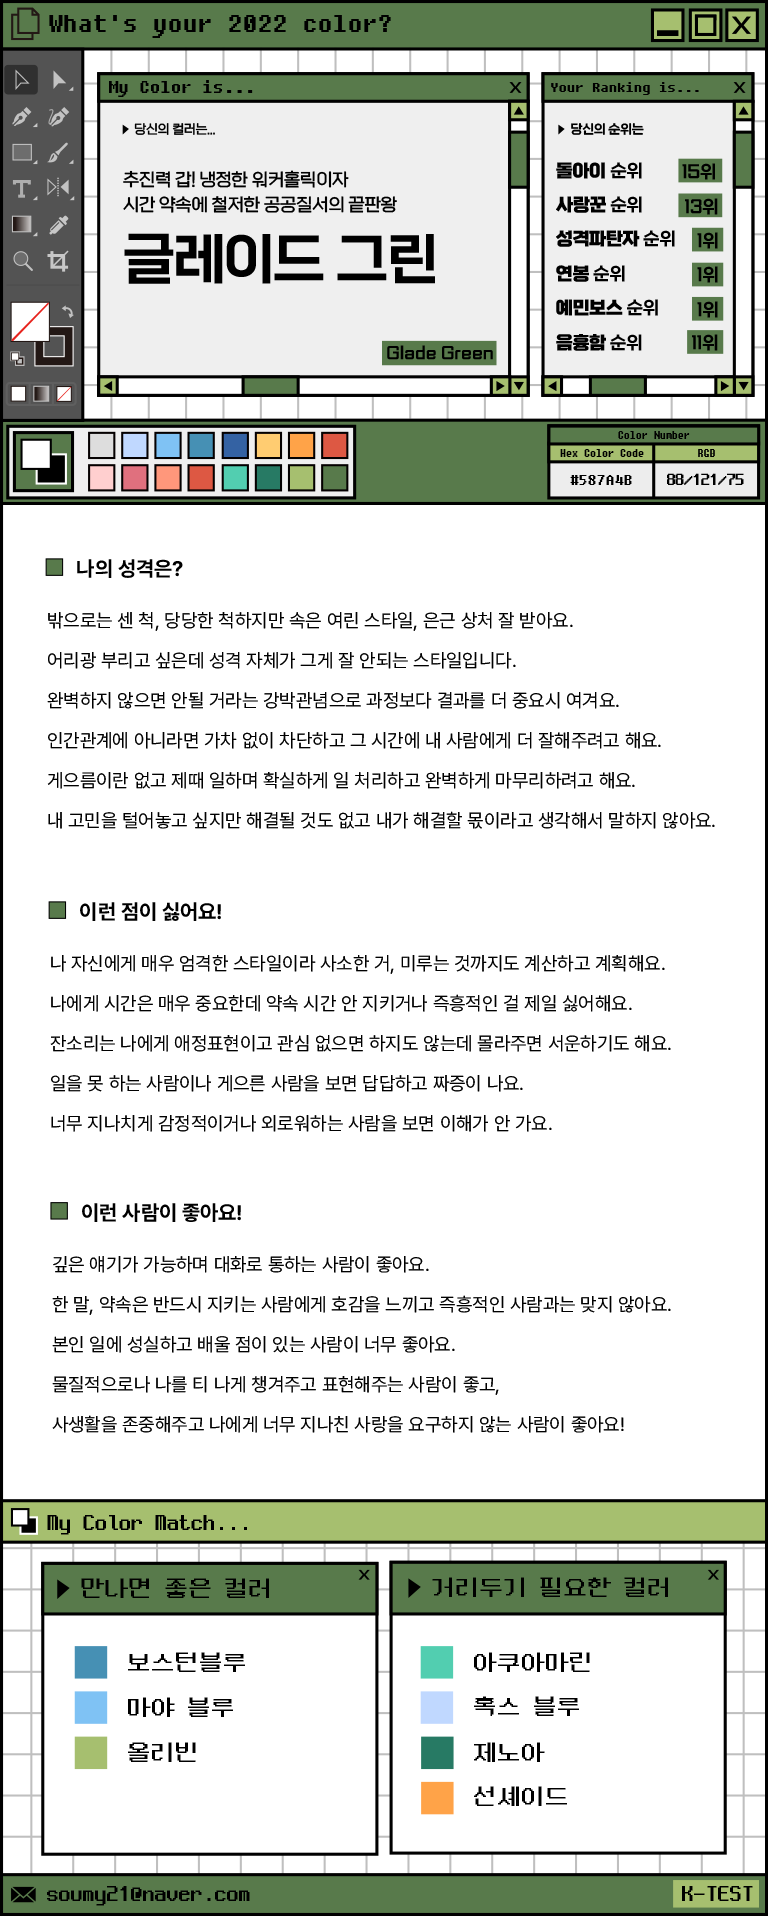 What's your 2022 color?
My Color is... X
당신의 컬러는...
추진력 갑! 냉정한 워커홀릭이자
시간 약속에 철저한 공공질서의 끝판왕
글레이드 그린
Glade Green
Your Ranking is... X
당신의 순위는
돌아이 순위 15위
사랑꾼 순위 13위
성격파탄자 순위 1위
연봉 순위 1위
예민보스 순위 1위
음흉함 순위 11위
Color Number
Hex Color Code RGB
#587A4B 88/121/75
나의 성격은?
밖으로는 센 척, 당당한 척하지만 속은 여린 스타일, 은근 상처 잘 받아요.
어리광 부리고 싶은데 성격 자체가 그게 잘 안되는 스타일입니다.
완벽하지 않으면 안될 거라는 강박관념으로 과정보다 결과를 더 중요시 여겨요.
인간관계에 아니라면 가차 없이 차단하고 그 시간에 내 사람에게 더 잘해주려고 해요.
게으름이란 없고 제때 일하며 확실하게 일 처리하고 완벽하게 마무리하려고 해요.
내 고민을 털어놓고 싶지만 해결될 것도 없고 내가 해결할 몫이라고 생각해서 말하지 않아요.
이런 점이 싫어요!
나 자신에게 매우 엄격한 스타일이라 사소한 거, 미루는 것까지도 계산하고 계획해요.
나에게 시간은 매우 중요한데 약속 시간 안 지키거나 즉흥적인 걸 제일 싫어해요.
잔소리는 나에게 애정표현이고 관심 없으면 하지도 않는데 몰라주면 서운하기도 해요.
일을 못 하는 사람이나 게으른 사람을 보면 답답하고 짜증이 나요.
너무 지나치게 감정적이거나 외로워하는 사람을 보면 이해가 안 가요.
이런 사람이 좋아요!
깊은 얘기가 가능하며 대화로 통하는 사람이 좋아요.
한 말, 약속은 반드시 지키는 사람에게 호감을 느끼고 즉흥적인 사람과는 맞지 않아요.
본인 일에 성실하고 배울 점이 있는 사람이 너무 좋아요.
물질적으로나 나를 티 나게 챙겨주고 표현해주는 사람이 좋고,
사생활을 존중해주고 나에게 너무 지나친 사랑을 요구하지 않는 사람이 좋아요!
My Color Match...
만나면 좋은 컬러 X
보스턴블루
마야 블루
올리빈
거리두기 필요한 컬러 X
아쿠아마린
혹스 블루
제노아
선셰이드
soumy21@naver.com
K-TEST